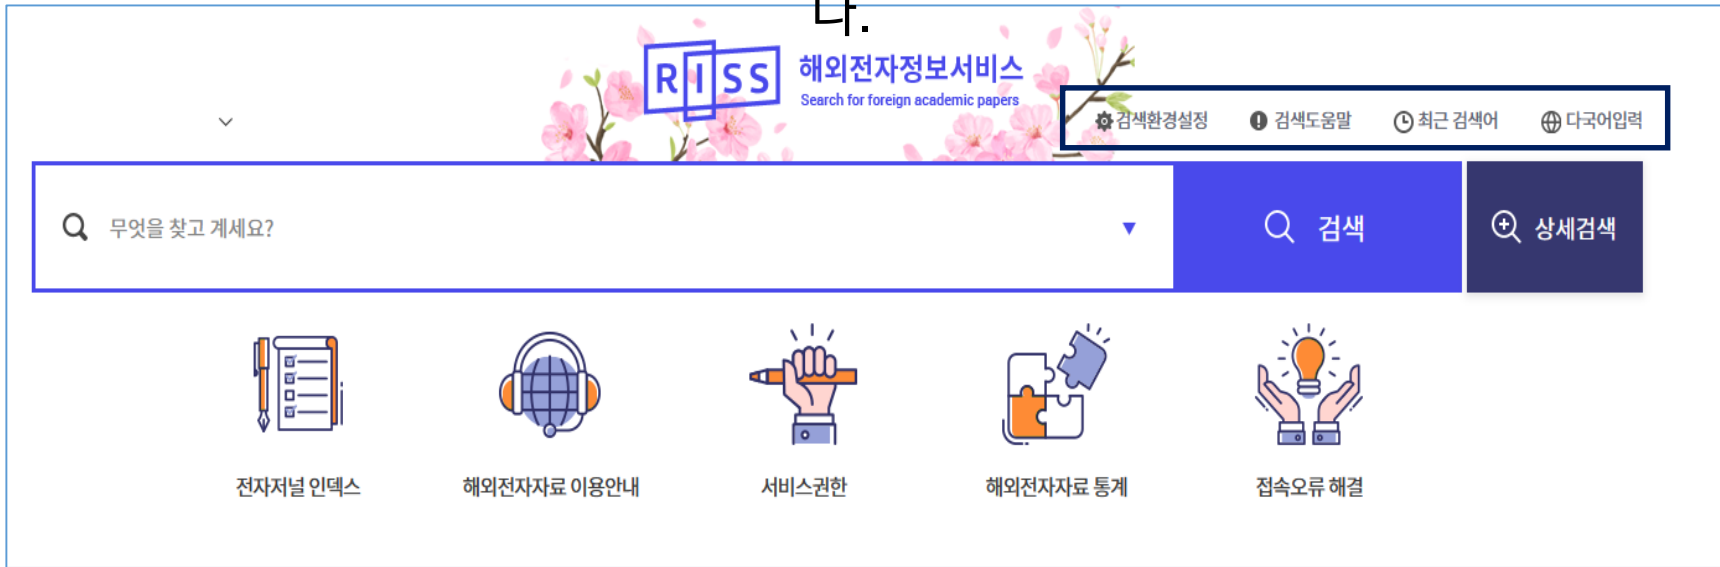 다.
RISS 해외전자정보서비스
Search for foreign academic papers
검색환경설정 검색도움말 최근 검색어 다국어입력
무엇을 찾고 계세요? ▼ 검색 상세검색
전자저널 인덱스 해외전자자료 이용안내 서비스권한 해외전자자료 통계 접속오류 해결